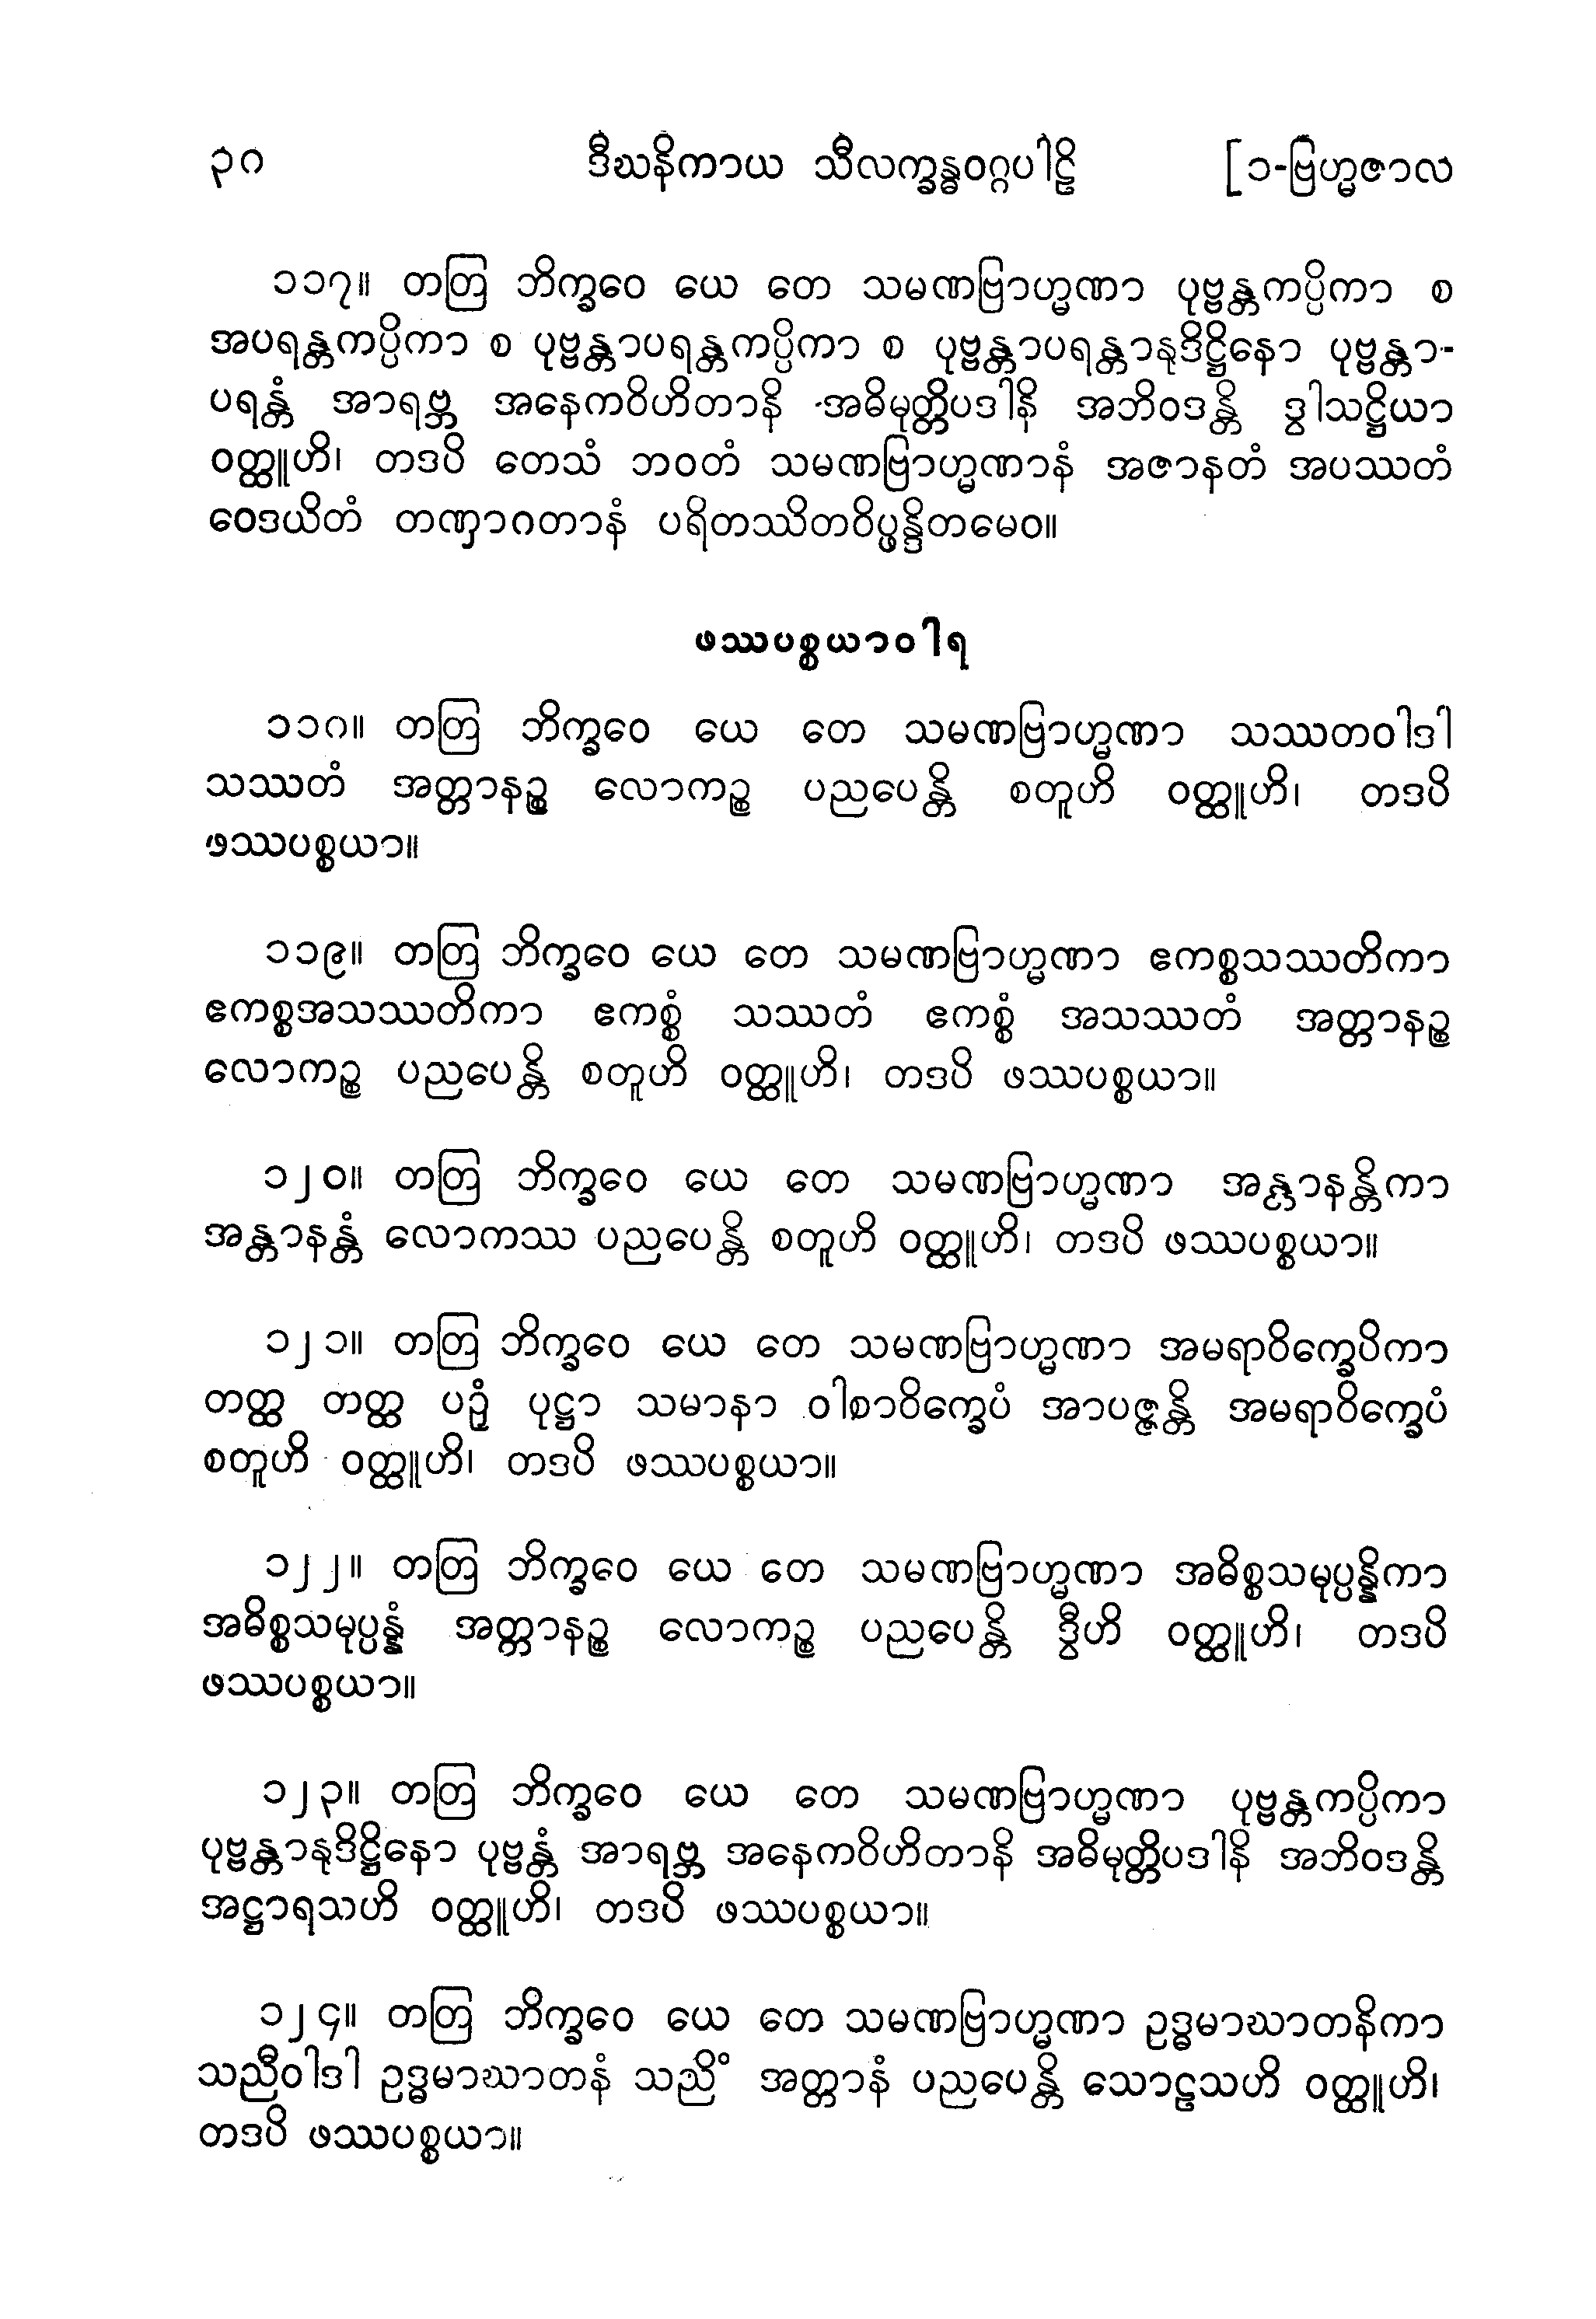 ၃ဂ ဒီဃနိကာယ သီလက္ခန္ဓဝဂ္ဂပါဠိ [၁-ဗြဟ္မဇာလ
၁၁၇။ တတြ ဘိက္ခဝေ ယေ တေ သမဏဗြာဟ္မဏာ ပုဗ္ဗန္တကပ္ပိကာ စ
အပရန္တကပ္ပိကာ စ ပုဗ္ဗန္တာပရန္တကပ္ပိကာ စ ပုဗ္ဗန္တာပရန္တာနုဒိဋ္ဌိနော ပုဗ္ဗန္တာ-
ပရန္တံ အာရဗ္ဘ အနေကဝိဟိတာနိ အဓိမုတ္တိပဒါနိ အဘိဝဒန္တိ ဒွါသဋ္ဌိယာ
ဝတ္ထူဟိ၊ တဒပိ တေသံ ဘဝတံ သမဏဗြာဟ္မဏာနံ အဇာနတံ အပဿတံ
ဝေဒယိတံ တဏှာဂတာနံ ပရိတဿိတဝိပ္ဖန္ဒိတမေဝ။
ဖဿပစ္စယာဝါရ
၁၁ဂ။ တတြ ဘိက္ခဝေ ယေ တေ သမဏဗြာဟ္မဏာ သဿတဝါဒါ
သဿတံ အတ္တာနဉ္စ လောကဉ္စ ပညပေန္တိ စတူဟိ ဝတ္ထူဟိ၊ တဒပိ
ဖဿပစ္စယာ။
၁၁၉။ တတြ ဘိက္ခဝေ ယေ တေ သမဏဗြာဟ္မဏာ ဧကစ္စသဿတိကာ
ဧကစ္စအသဿတိကာ ဧကစ္စံ သဿတံ ဧကစ္စံ အသဿတံ အတ္တာနဉ္စ
လောကဉ္စ ပညပေန္တိ စတူဟိ ဝတ္ထူဟိ၊ တဒပိ ဖဿပစ္စယာ။
၁၂၀။ တတြ ဘိက္ခဝေ ယေ တေ သမဏဗြာဟ္မဏာ အန္တာနန္တိကာ
အန္တာနန္တံ လောကဿ ပညပေန္တိ စတူဟိ ဝတ္ထူဟိ၊ တဒပိ ဖဿပစ္စယာ။
၁၂၁။ တတြ ဘိက္ခဝေ ယေ တေ သမဏဗြာဟ္မဏာ အမရာဝိက္ခေပိကာ
တတ္ထ တတ္ထ ပဉှံ ပုဋ္ဌာ သမာနာ ဝါစာဝိက္ခေပံ အာပဇ္ဇန္တိ အမရာဝိက္ခေပံ
စတူဟိ ဝတ္ထူဟိ၊ တဒပိ ဖဿပစ္စယာ။
၁၂၂။ တတြ ဘိက္ခဝေ ယေ တေ သမဏဗြာဟ္မဏာ အဓိစ္စသမုပ္ပန္နိကာ
အဓိစ္စသမုပ္ပန္နံ အတ္တာနဉ္စ လောကဉ္စ ပညပေန္တိ ဒွီဟိ ဝတ္ထူဟိ၊ တဒပိ
ဖဿပစ္စယာ။
၁၂၃။ တတြ ဘိက္ခဝေ ယေ တေ သမဏဗြာဟ္မဏာ ပုဗ္ဗန္တကပ္ပိကာ
ပုဗ္ဗန္တာနုဒိဋ္ဌိနော ပုဗ္ဗန္တံ အာရဗ္ဘ အနေကဝိဟိတာနိ အဓိမုတ္တိပဒါနိ အဘိဝဒန္တိ
အဋ္ဌာရသဟိ ဝတ္ထူဟိ၊ တဒပိ ဖဿပစ္စယာ။
၁၂၄။ တတြ ဘိက္ခဝေ ယေ တေ သမဏဗြာဟ္မဏာ ဥဒ္ဓမာဃာတနိကာ
သညီဝါဒါ ဥဒ္ဓမာဃာတနံ သညိံ အတ္တာနံ ပညပေန္တိ သောဠသဟိ ဝတ္ထူဟိ၊
တဒပိ ဖဿပစ္စယာ။